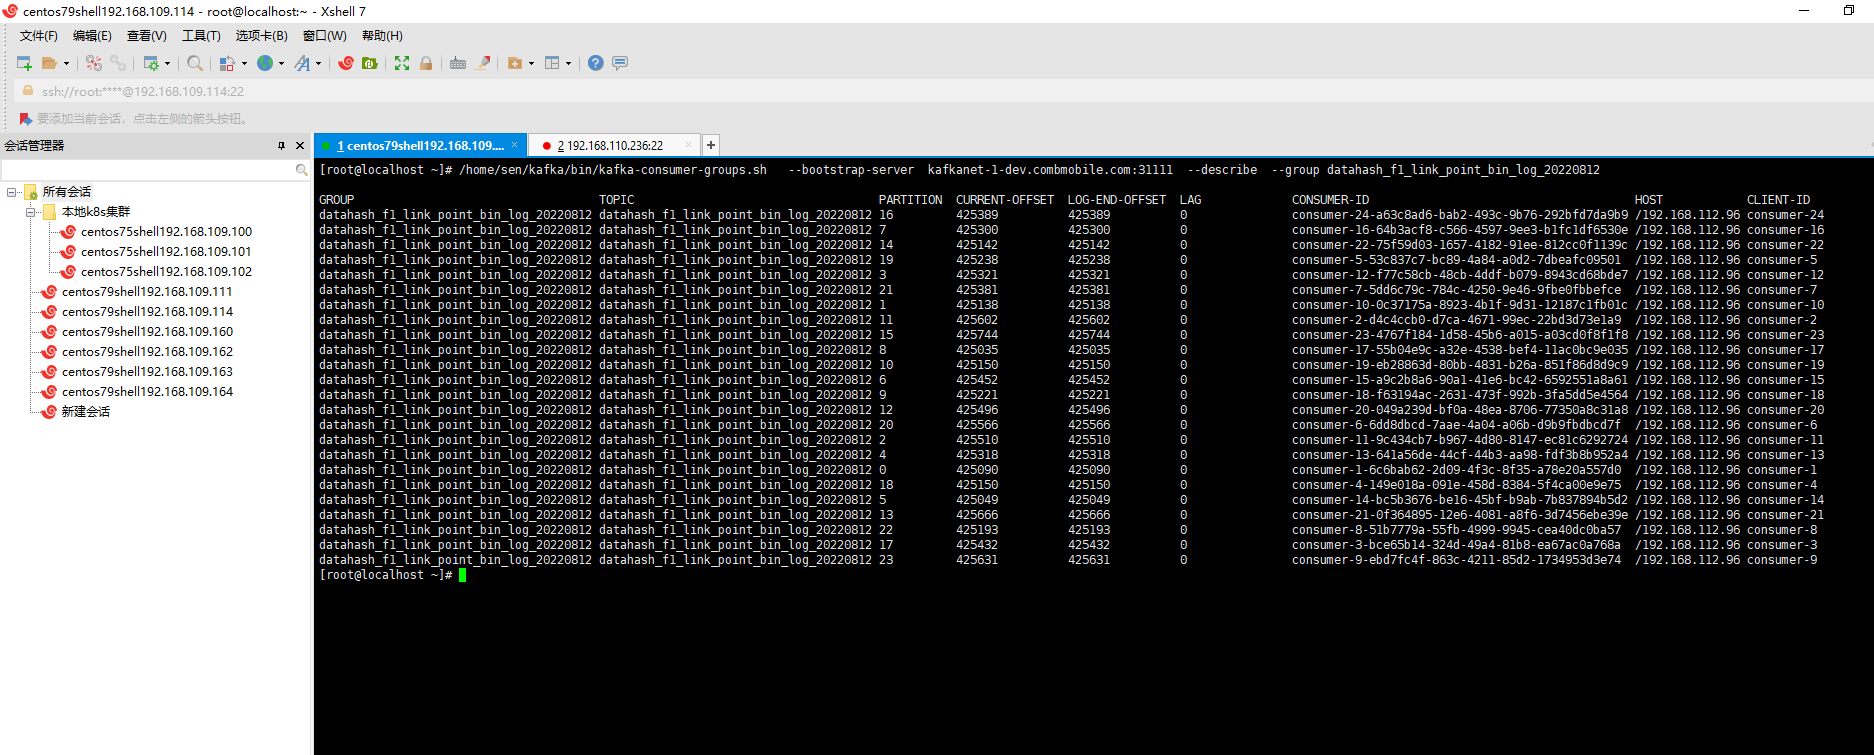 centos79shell192.168.109.114 - root@localhost:~ - Xshell 7
文件(F) 编辑(E) 查看(V) 工具(T) 选项卡(B) 窗口(W) 帮助(H)
ssh://root:****@192.168.109.114:22
要添加当前会话，点击左侧的箭头按钮。
会话管理器
所有会话
本地k8s集群
centos75shell192.168.109.100
centos75shell192.168.109.101
centos75shell192.168.109.102
centos79shell192.168.109.111
centos79shell192.168.109.114
centos79shell192.168.109.160
centos79shell192.168.109.162
centos79shell192.168.109.163
centos79shell192.168.109.164
新建会话
1 centos79shell192.168.109.... 2 192.168.110.236:22
[root@localhost ~]# /home/sen/kafka/bin/kafka-consumer-groups.sh --bootstrap-server kafkanet-1-dev.combmobile.com:31111 --describe --group datahash_f1_link_point_bin_log_20220812
GROUP TOPIC PARTITION CURRENT-OFFSET LOG-END-OFFSET LAG CONSUMER-ID HOST CLIENT-ID
datahash_f1_link_point_bin_log_20220812 datahash_f1_link_point_bin_log_20220812 16 425389 425389 0 consumer-24-a63c8ad6-bab2-493c-9b76-292bfd7da9b9 /192.168.112.96 consumer-24
datahash_f1_link_point_bin_log_20220812 datahash_f1_link_point_bin_log_20220812 7 425300 425300 0 consumer-16-64b3acf8-c566-4597-9ee3-b1fc1df6530e /192.168.112.96 consumer-16
datahash_f1_link_point_bin_log_20220812 datahash_f1_link_point_bin_log_20220812 14 425142 425142 0 consumer-22-75f59d03-1657-4182-91ee-812cc0f1139c /192.168.112.96 consumer-22
datahash_f1_link_point_bin_log_20220812 datahash_f1_link_point_bin_log_20220812 19 425238 425238 0 consumer-5-53c837c7-bc89-4a84-a0d2-7dbeafc09501 /192.168.112.96 consumer-5
datahash_f1_link_point_bin_log_20220812 datahash_f1_link_point_bin_log_20220812 3 425321 425321 0 consumer-12-f77c58cb-48cb-4ddf-b079-8943cd68bde7 /192.168.112.96 consumer-12
datahash_f1_link_point_bin_log_20220812 datahash_f1_link_point_bin_log_20220812 21 425381 425381 0 consumer-7-5dd6c79c-784c-4250-9e46-9fbe0fbbefce /192.168.112.96 consumer-7
datahash_f1_link_point_bin_log_20220812 datahash_f1_link_point_bin_log_20220812 1 425138 425138 0 consumer-10-0c37175a-8923-4b1f-9d31-12187c1fb01c /192.168.112.96 consumer-10
datahash_f1_link_point_bin_log_20220812 datahash_f1_link_point_bin_log_20220812 11 425602 425602 0 consumer-2-d4c4ccb0-d7ca-4671-99ec-22bd3d73e1a9 /192.168.112.96 consumer-2
datahash_f1_link_point_bin_log_20220812 datahash_f1_link_point_bin_log_20220812 15 425744 425744 0 consumer-23-4767f184-1d58-45b6-a015-a03cd0f8f1f8 /192.168.112.96 consumer-23
datahash_f1_link_point_bin_log_20220812 datahash_f1_link_point_bin_log_20220812 8 425035 425035 0 consumer-17-55b04e9c-a32e-4538-bef4-11ac0bc9e035 /192.168.112.96 consumer-17
datahash_f1_link_point_bin_log_20220812 datahash_f1_link_point_bin_log_20220812 10 425150 425150 0 consumer-19-eb28863d-80bb-4831-b26a-851f86d8d9c9 /192.168.112.96 consumer-19
datahash_f1_link_point_bin_log_20220812 datahash_f1_link_point_bin_log_20220812 6 425452 425452 0 consumer-15-a9c2b8a6-90a1-41e6-bc42-6592551a8a61 /192.168.112.96 consumer-15
datahash_f1_link_point_bin_log_20220812 datahash_f1_link_point_bin_log_20220812 9 425221 425221 0 consumer-18-f63194ac-2631-473f-992b-3fa5dd5e4564 /192.168.112.96 consumer-18
datahash_f1_link_point_bin_log_20220812 datahash_f1_link_point_bin_log_20220812 12 425496 425496 0 consumer-20-049a239d-bf0a-48ea-8706-77350a8c31a8 /192.168.112.96 consumer-20
datahash_f1_link_point_bin_log_20220812 datahash_f1_link_point_bin_log_20220812 20 425566 425566 0 consumer-6-6dd8dbcd-7aae-4a04-a06b-d9b9fbdbcd7f /192.168.112.96 consumer-6
datahash_f1_link_point_bin_log_20220812 datahash_f1_link_point_bin_log_20220812 2 425510 425510 0 consumer-11-9c434cb7-b967-4d80-8147-ec81c6292724 /192.168.112.96 consumer-11
datahash_f1_link_point_bin_log_20220812 datahash_f1_link_point_bin_log_20220812 4 425318 425318 0 consumer-13-641a56de-44cf-44b3-aa98-fdf3b8b952a4 /192.168.112.96 consumer-13
datahash_f1_link_point_bin_log_20220812 datahash_f1_link_point_bin_log_20220812 0 425090 425090 0 consumer-1-6c6bab62-2d09-4f3c-8f35-a78e20a557d0 /192.168.112.96 consumer-1
datahash_f1_link_point_bin_log_20220812 datahash_f1_link_point_bin_log_20220812 18 425150 425150 0 consumer-4-149e018a-091e-458d-8384-5f4ca00e9e75 /192.168.112.96 consumer-4
datahash_f1_link_point_bin_log_20220812 datahash_f1_link_point_bin_log_20220812 5 425049 425049 0 consumer-14-bc5b3676-be16-45bf-b9ab-7b837894b5d2 /192.168.112.96 consumer-14
datahash_f1_link_point_bin_log_20220812 datahash_f1_link_point_bin_log_20220812 13 425666 425666 0 consumer-21-0f364895-12e6-4081-a8f6-3d7456ebe39e /192.168.112.96 consumer-21
datahash_f1_link_point_bin_log_20220812 datahash_f1_link_point_bin_log_20220812 22 425193 425193 0 consumer-8-51b7779a-55fb-4999-9945-cea40dc0ba57 /192.168.112.96 consumer-8
datahash_f1_link_point_bin_log_20220812 datahash_f1_link_point_bin_log_20220812 17 425432 425432 0 consumer-3-bce65b14-324d-49a4-81b8-ea67ac0a768a /192.168.112.96 consumer-3
datahash_f1_link_point_bin_log_20220812 datahash_f1_link_point_bin_log_20220812 23 425631 425631 0 consumer-9-ebd7fc4f-863c-4211-85d2-1734953d3e74 /192.168.112.96 consumer-9
[root@localhost ~]#